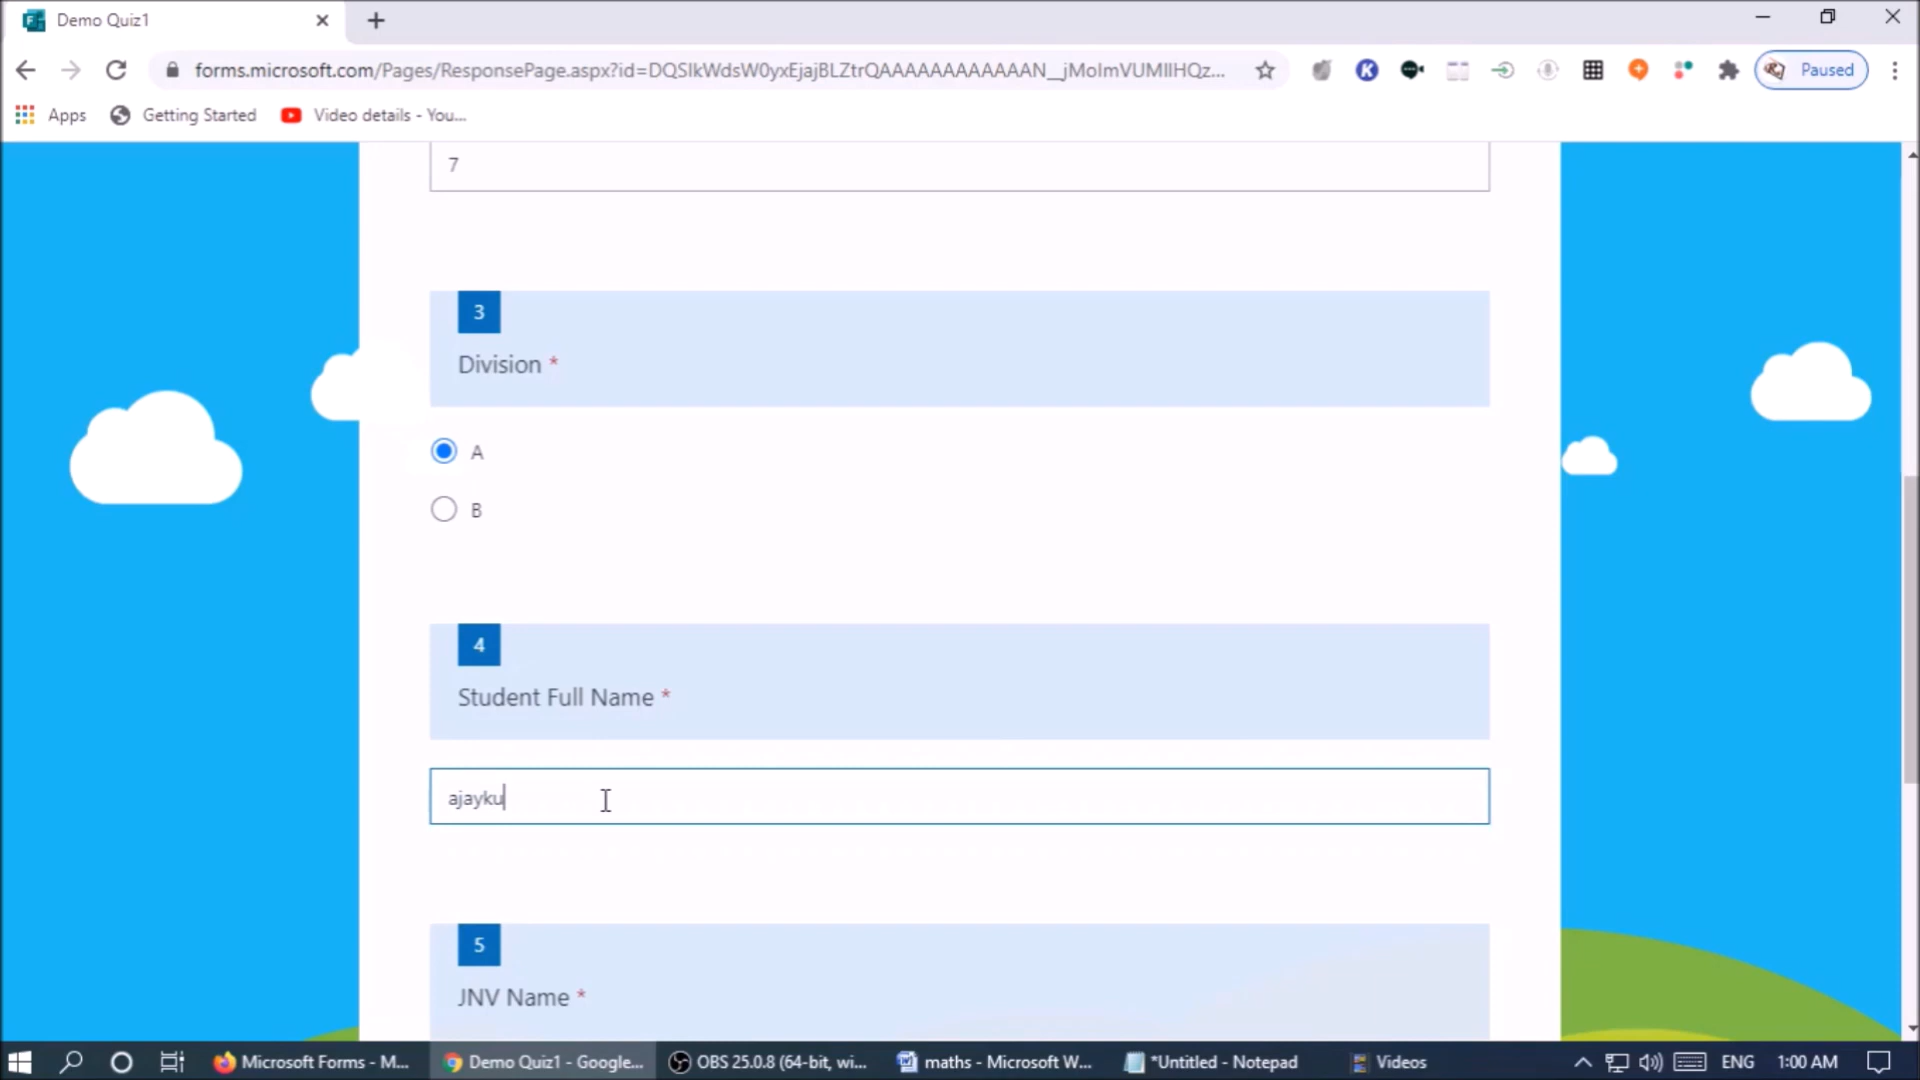 Demo Quiz1
forms.microsoft.com/Pages/ResponsePage.aspx?id=DQSIkWdsW0yxEjajBLZtrQAAAAAAAAAAAAN__jMoImVUMllHQz...
K
Paused
Apps
Getting Started
Video details - You...
7
3
Division *
A
B
4
Student Full Name *
ajayku
5
JNV Name *
Microsoft Forms - M...
Demo Quiz1 - Google...
OBS 25.0.8 (64-bit, wi...
maths - Microsoft W...
*Untitled - Notepad
Videos
ENG
1:00 AM